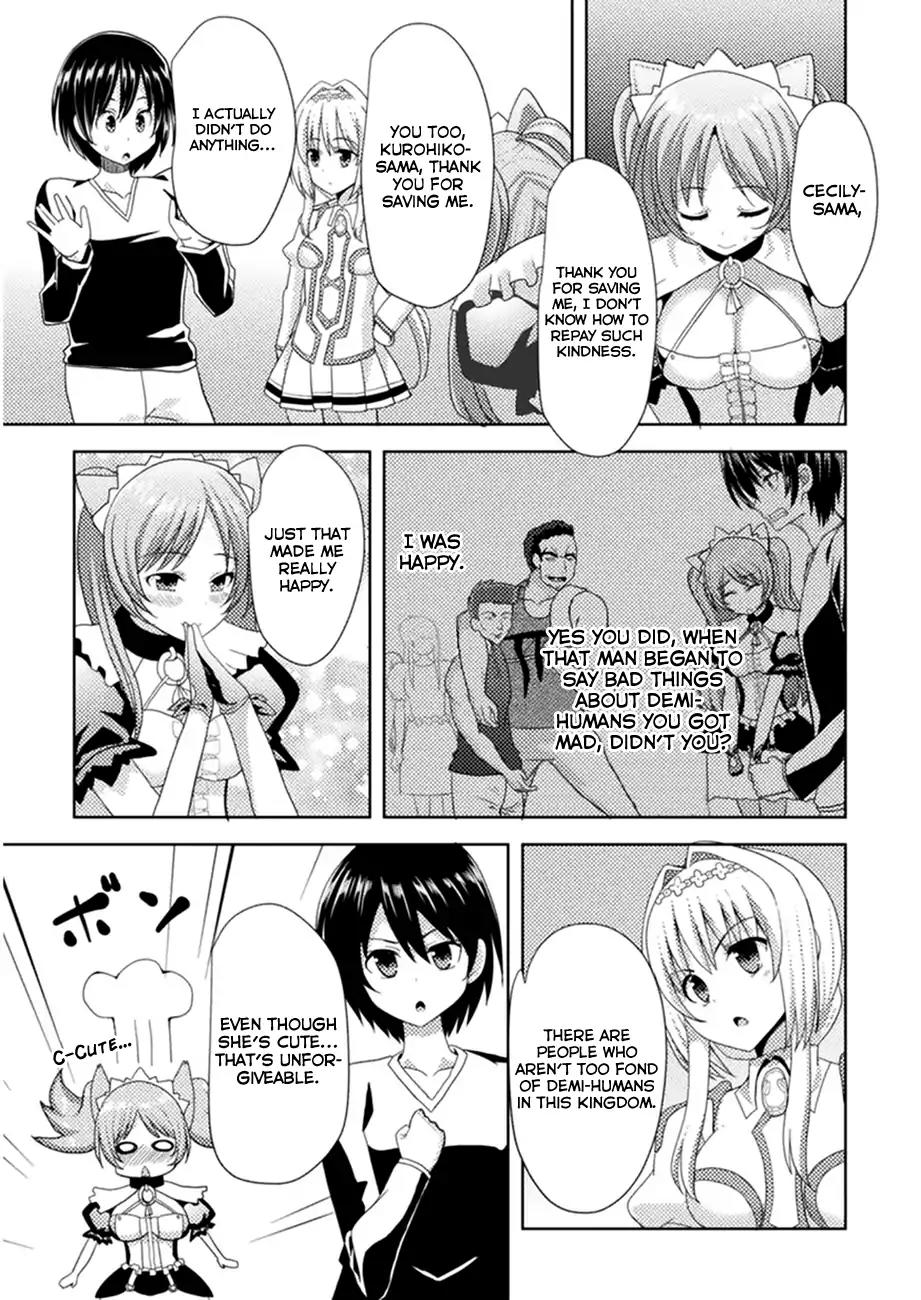 CECILY-
SAMA,
THANK YOU
FOR SAVING
ME, I DON'T
KNOW HOW TO
REPAY SUCH
KINDNESS.
YOU TOO,
KUROHIKO-
SAMA, THANK
YOU FOR
SAVING ME.
I ACTUALLY
DIDN'T DO
ANYTHING...
YES YOU DID, WHEN
THAT MAN BEGAN TO
SAY BAD THINGS
ABOUT DEMI-
HUMANS YOU GOT
MAD, DIDN'T YOU?
I WAS
HAPPY.
JUST THAT
MADE ME
REALLY
HAPPY.
THERE ARE
PEOPLE WHO
AREN'T TOO FOND
OF DEMI-HUMANS
IN THIS KINGDOM.
EVEN THOUGH
SHE'S CUTE...
THAT'S UNFOR-
GIVEABLE.
ボンッ
C-CUTE...